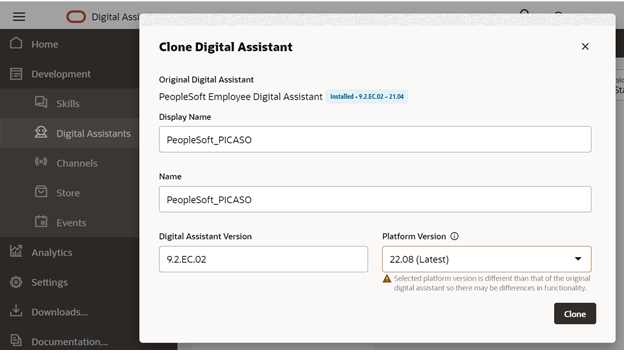 Digital Assi
Home
Development
Skills
Digital Assistants
Channels
Store
Events
Analytics
Settings
Downloads...
Documentation...
Clone Digital Assistant
Original Digital Assistant
PeopleSoft Employee Digital Assistant Installed • 9.2.EC.02 – 21.04
Display Name
PeopleSoft_PICASO
Name
PeopleSoft_PICASO
Digital Assistant Version Platform Version
9.2.EC.02 22.08 (Latest)
Selected platform version is different than that of the original
digital assistant so there may be differences in functionality.
Clone